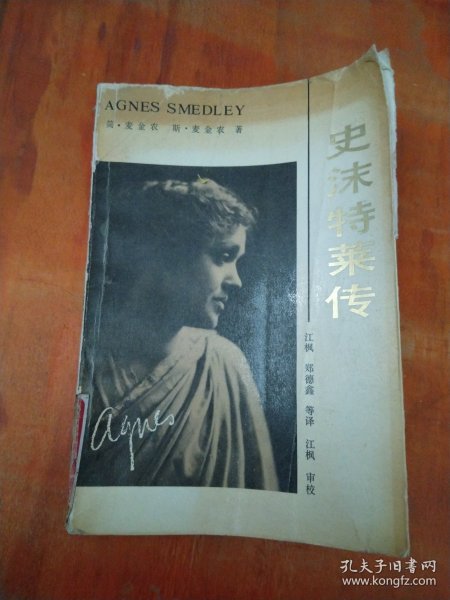 AGNES SMEDLEY
简·麦金农 斯·麦金农 著
史沫特莱传
江枫 郑德鑫 等译 江枫 审校
Agnes
孔夫子旧书网
www.kongfz.com